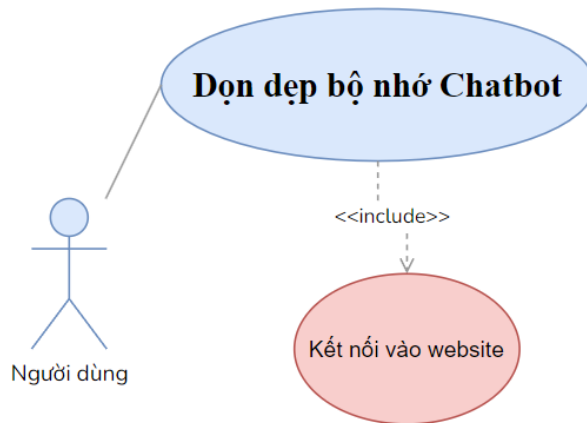 Dọn dẹp bộ nhớ Chatbot
<<include>>
Kết nối vào website
Người dùng